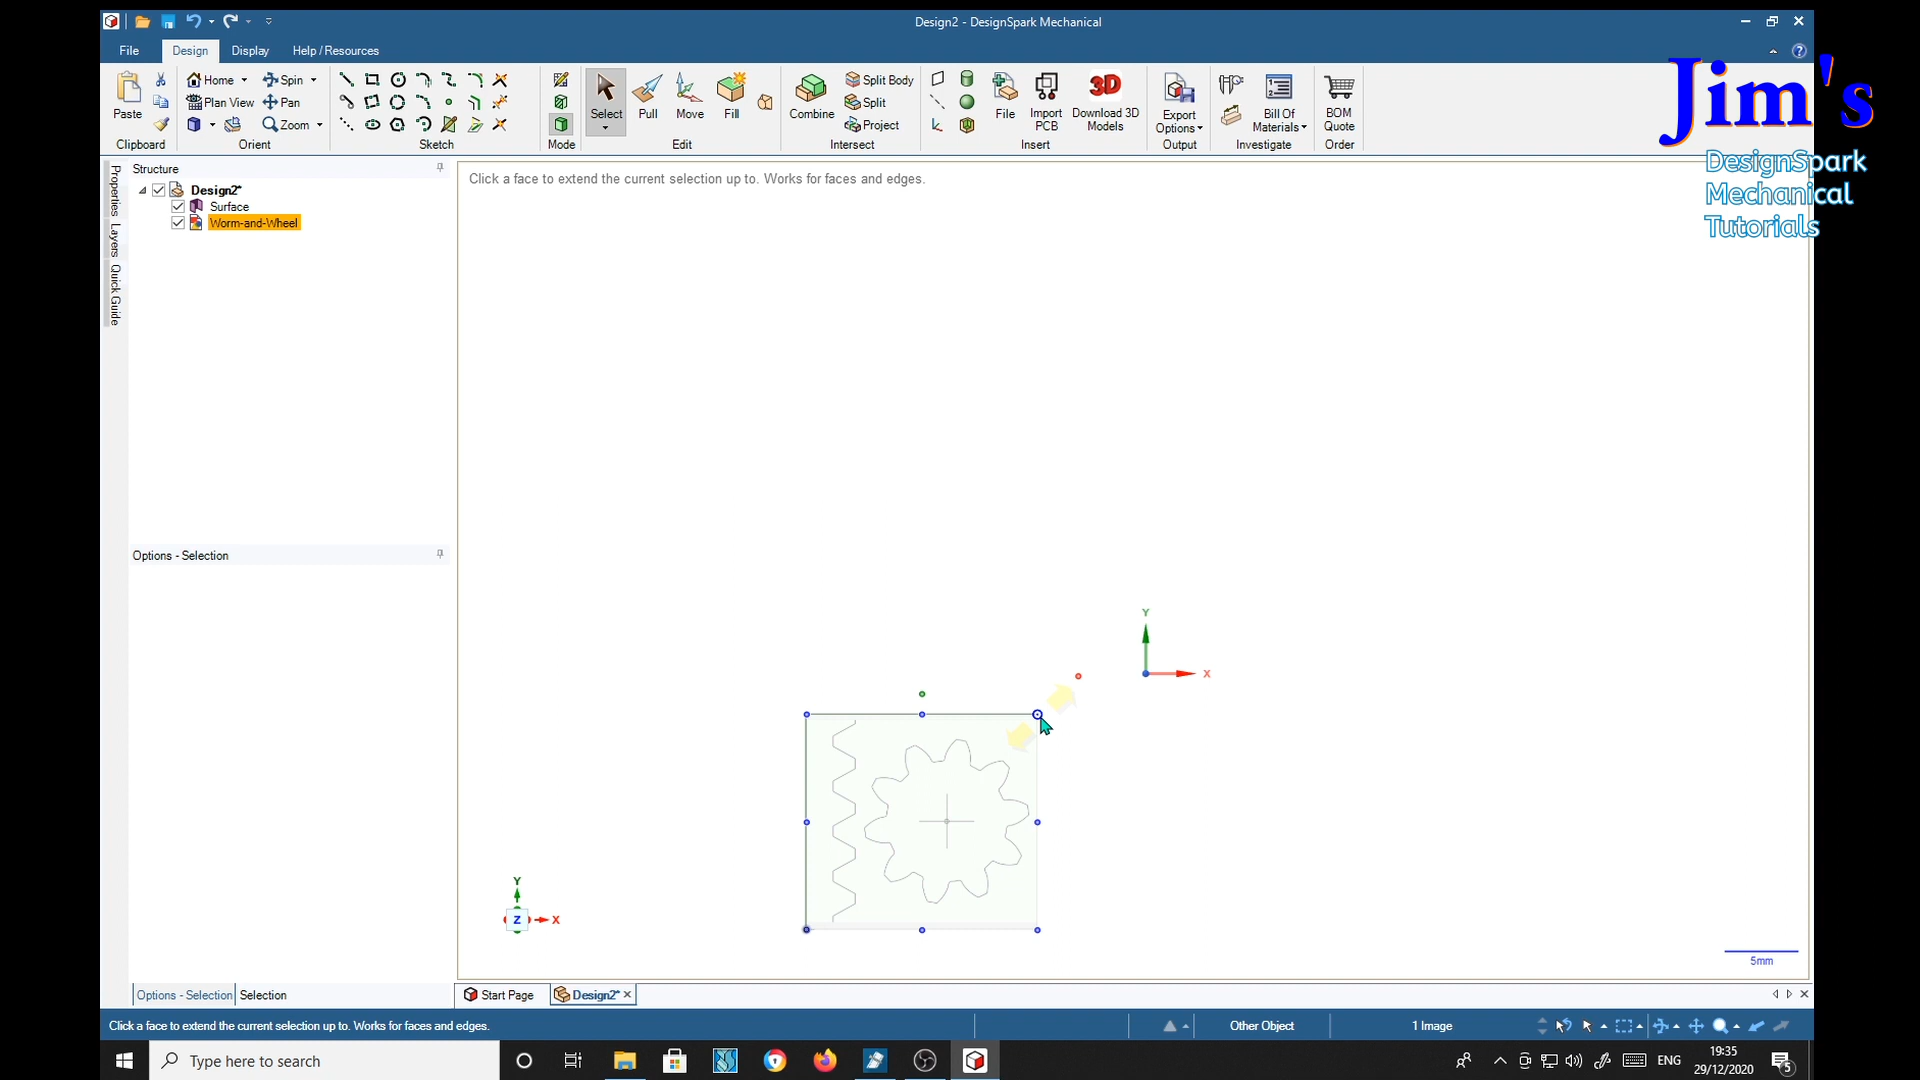 Design2 - DesignSpark Mechanical
File Design Display Help / Resources
Paste
Clipboard
Home Spin
Plan View Pan
Zoom
Orient
Sketch
Mode
Select Pull Move Fill
Edit
Combine
Split Body
Split
Project
Intersect
File
Import PCB
Download 3D Models
3D
Insert
Export Options
Output
Bill Of Materials
Investigate
BOM Quote
Order
Jim's
DesignSpark
Mechanical
Tutorials
Properties
Layers
Quick Guide
Structure
Design2*
Surface
Worm-and-Wheel
Click a face to extend the current selection up to. Works for faces and edges.
Options - Selection
Y
X
Y
Z
X
5mm
Options - Selection Selection
Start Page Design2*
Click a face to extend the current selection up to. Works for faces and edges.
Other Object
1 Image
Type here to search
ENG
19:35
29/12/2020
5